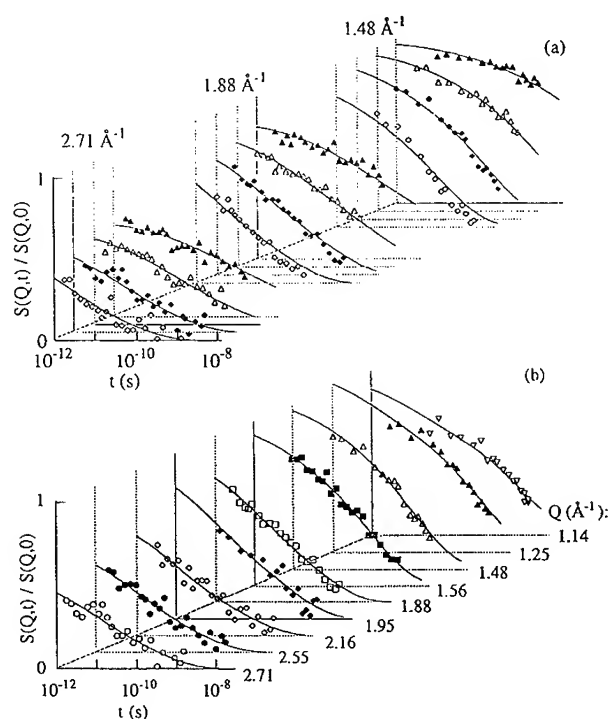 (a)
1.48 Å-1
1.88 Å-1
2.71 Å-1
1
S(Q,t) / S(Q,0)
0
10-12
10-10
10-8
t (s)
(b)
1
S(Q,t) / S(Q,0)
0
Q (Å-1):
1.14
1.25
1.48
1.56
1.88
1.95
2.16
2.55
2.71
10-12
10-10
10-8
t (s)